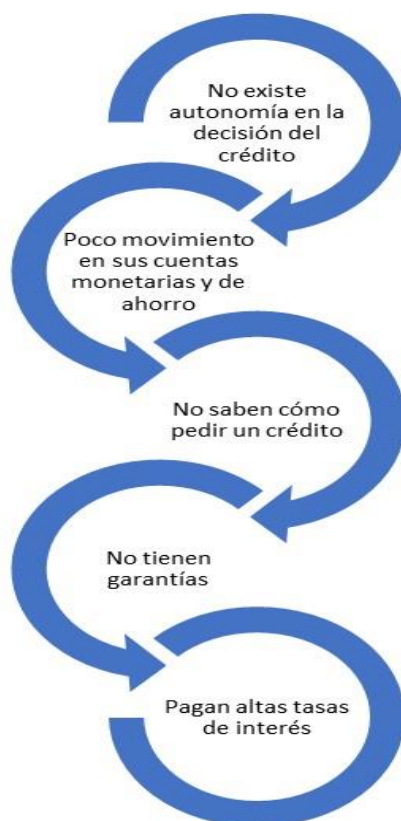 No existe
autonomía en la
decisión del
crédito
Poco movimiento
en sus cuentas
monetarias y de
ahorro
No saben cómo
pedir un crédito
No tienen
garantías
Pagan altas tasas
de interés